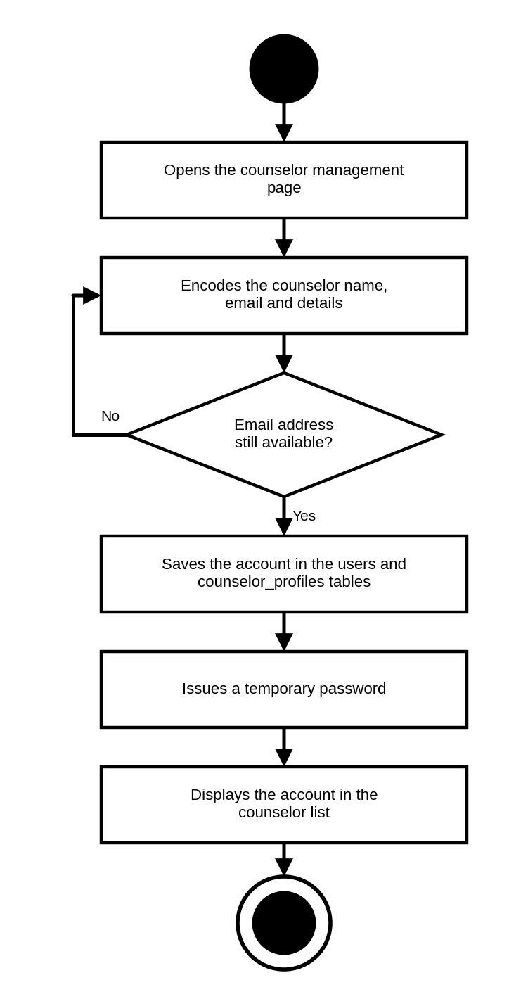 Opens the counselor management
page
Encodes the counselor name,
email and details
No
Email address
still available?
Yes
Saves the account in the users and
counselor_profiles tables
Issues a temporary password
Displays the account in the
counselor list